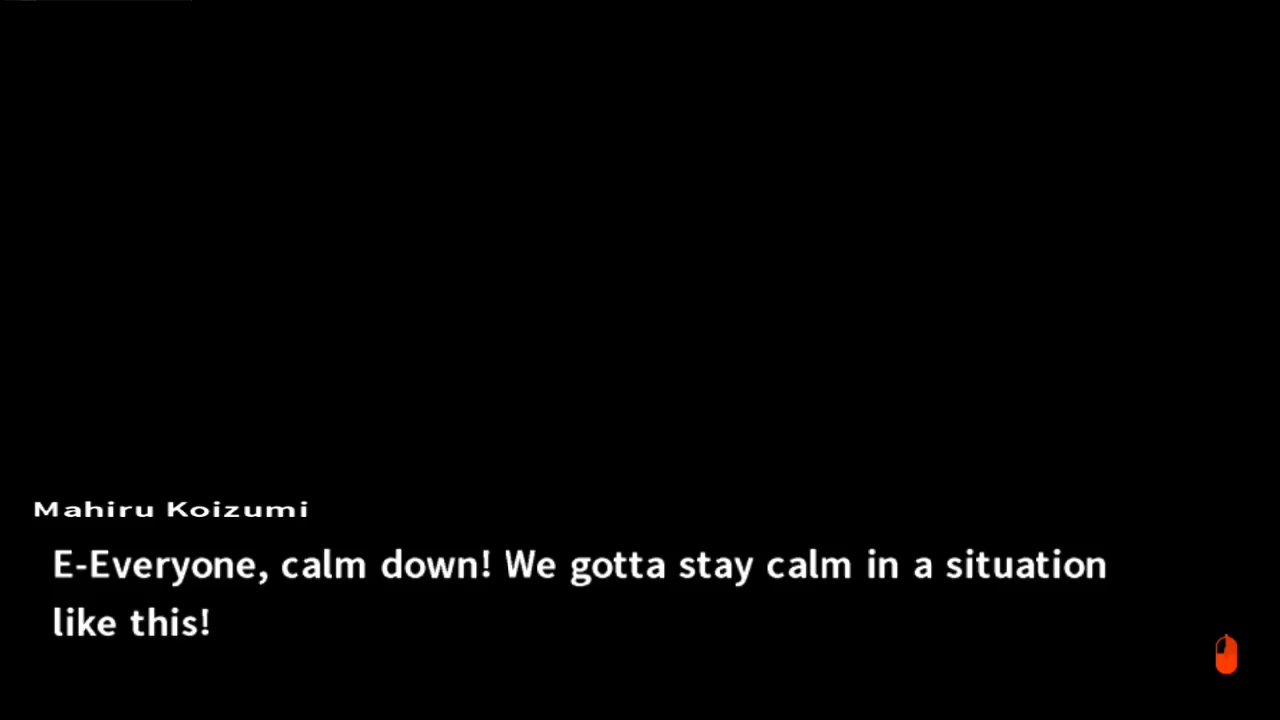 Mahiru Koizumi
E-Everyone, calm down! We gotta stay calm in a situation
like this!